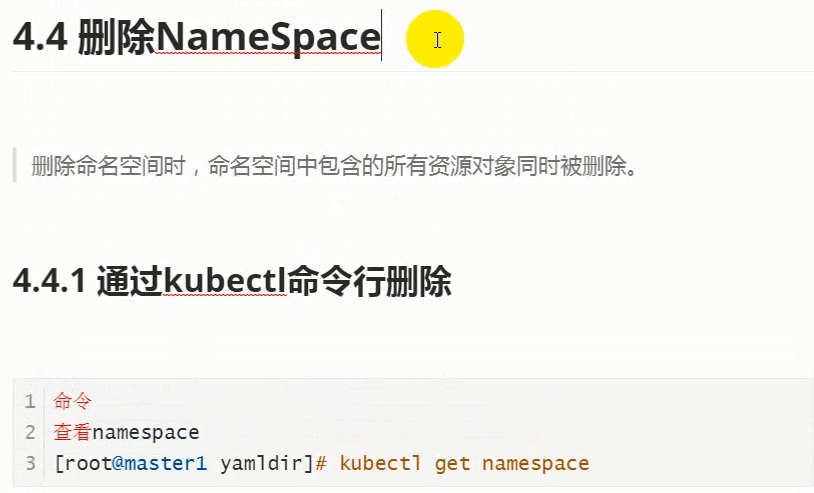 4.4 删除NameSpace
删除命名空间时，命名空间中包含的所有资源对象同时被删除。
4.4.1 通过kubectl命令行删除
1 命令
2 查看namespace
3 [root@master1 yamldir]# kubectl get namespace